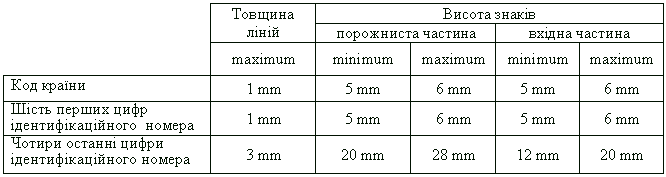 Товщина ліній Висота знаків
порожниста частина вхідна частина
maximum minimum maximum minimum maximum
Код країни 1 mm 5 mm 6 mm 5 mm 6 mm
Шість перших цифр
ідентифікаційного номера 1 mm 5 mm 6 mm 5 mm 6 mm
Чотири останні цифри
ідентифікаційного номера 3 mm 20 mm 28 mm 12 mm 20 mm